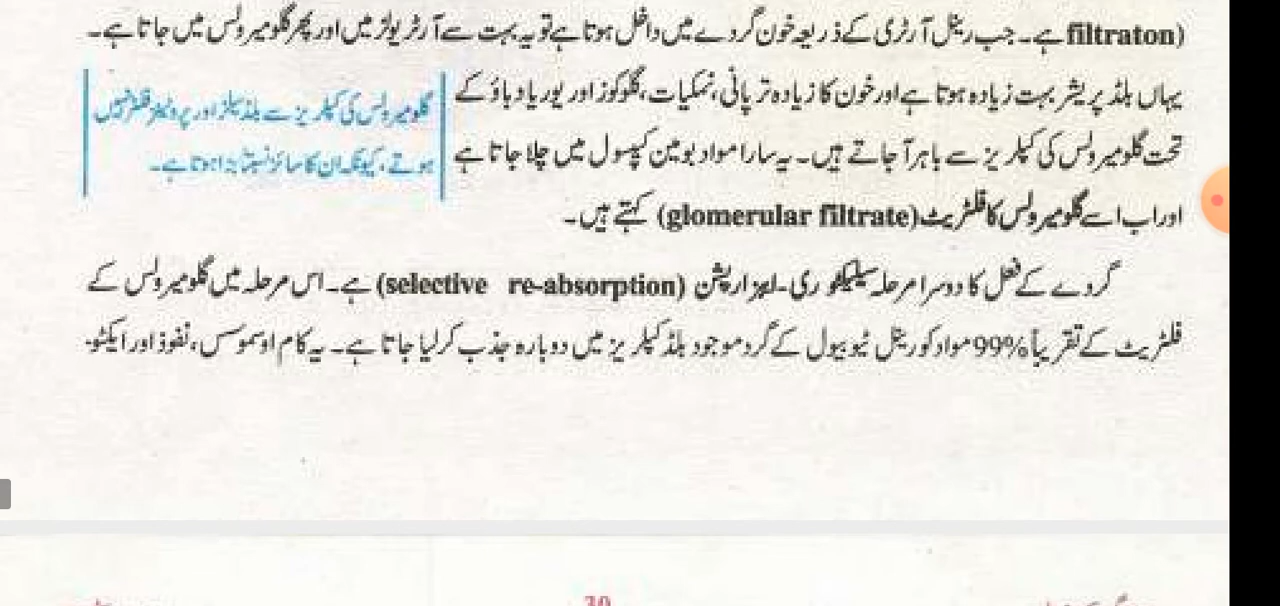 filtraton) ہے۔ جب رینل آرٹری کے ذریعہ خون گردے میں داخل ہوتا ہے تو یہ بہت سے آرٹریولز میں اور پھر گلومیرولس میں جاتا ہے۔
یہاں بلڈ پریشر بہت زیادہ ہوتا ہے اور خون کا زیادہ تر پانی، نمکیات، گلوکوز اور یوریا دباؤ کے
تحت گلومیرولس کی کپلریز سے باہر آ جاتے ہیں۔ یہ سارا مواد بومین کیپسول میں چلا جاتا ہے
اور اب اسے گلومیرولس کا فلٹریٹ (glomerular filtrate) کہتے ہیں۔
گلومیرولس کی کپلریز سے بلڈ سیلز اور پروٹینز فلٹر نہیں
ہوتے، کیونکہ ان کا سائز نسبتاً بڑا ہوتا ہے۔
گردے کے فعل کا دوسرا مرحلہ سیلیکٹو ری-ایبزارپشن (selective re-absorption) ہے۔ اس مرحلہ میں گلومیرولس کے
فلٹریٹ کے تقریباً 99% مواد کو رینل ٹیوبیول کے گرد موجود بلڈ کپلریز میں دوبارہ جذب کر لیا جاتا ہے۔ یہ کام اوسموسس، نفوذ اور ایکٹو
30